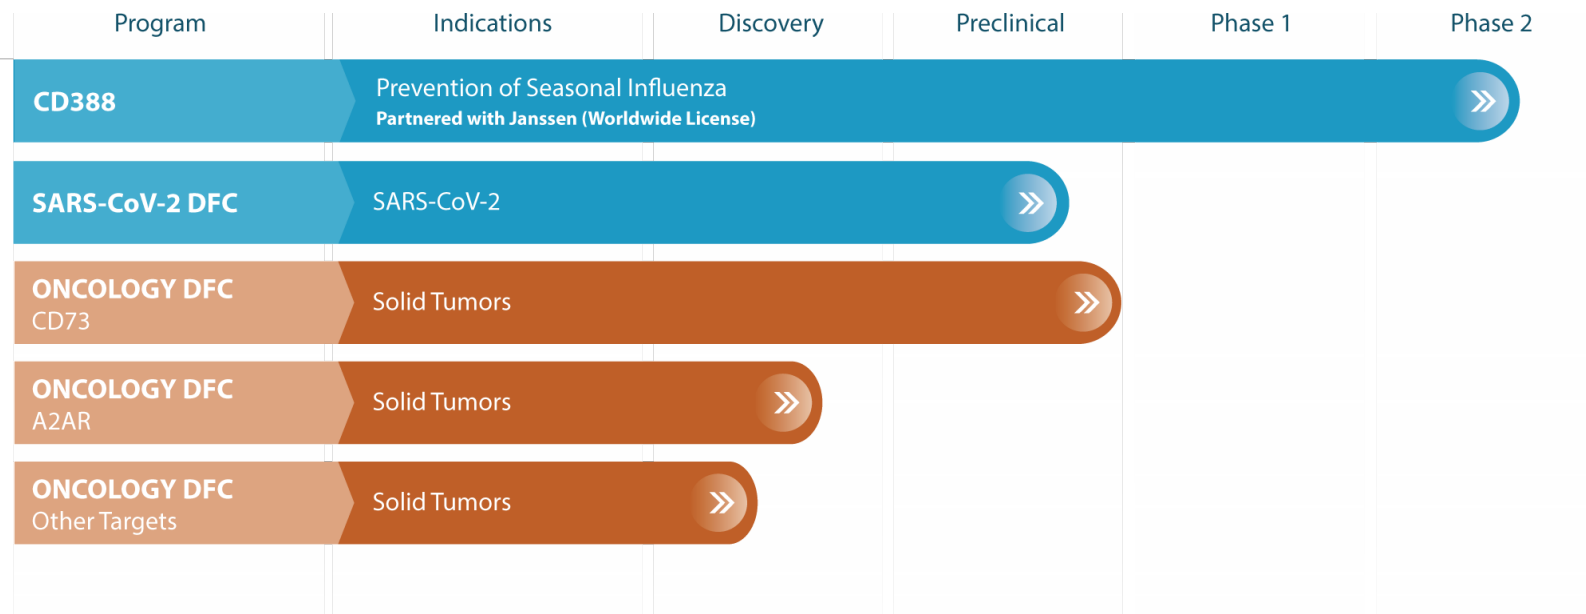 Program Indications Discovery Preclinical Phase 1 Phase 2
CD388
Prevention of Seasonal Influenza
Partnered with Janssen (Worldwide License)
SARS-CoV-2 DFC
SARS-CoV-2
ONCOLOGY DFC
CD73
Solid Tumors
ONCOLOGY DFC
A2AR
Solid Tumors
ONCOLOGY DFC
Other Targets
Solid Tumors